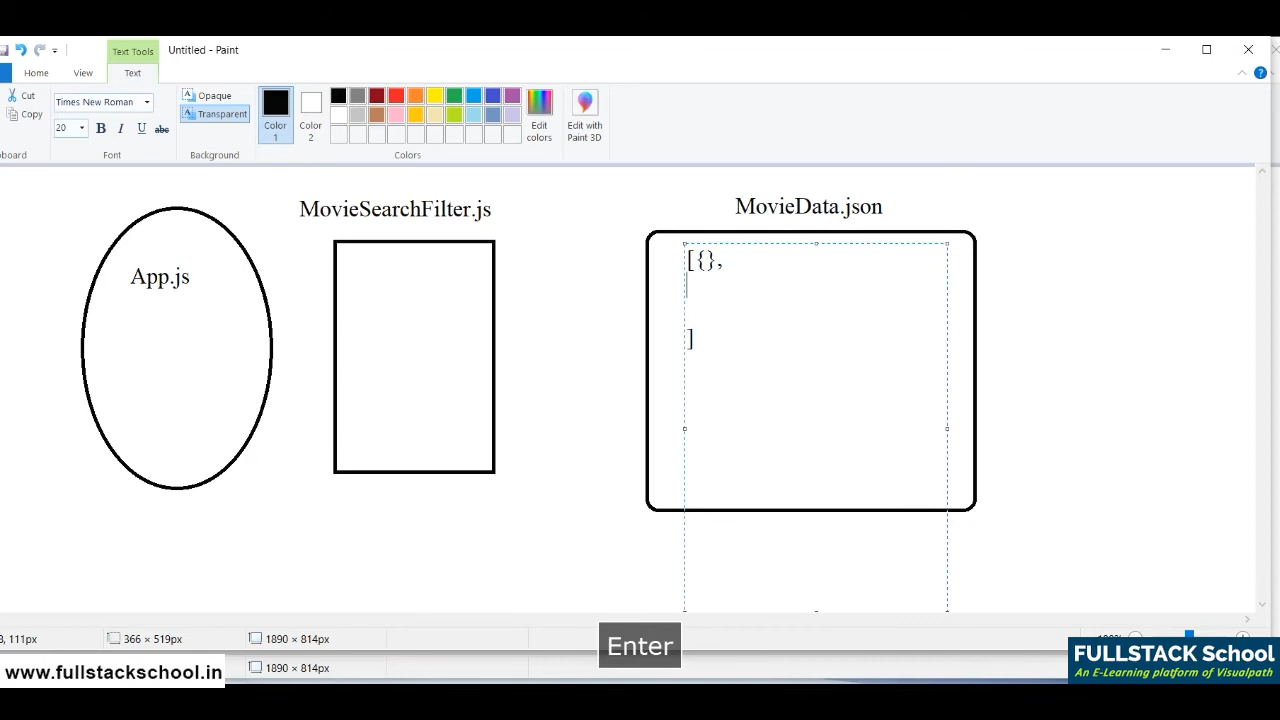 Text Tools
Untitled - Paint
Home
View
Text
Cut
Copy
Times New Roman
20
B
I
U
abc
Opaque
Transparent
Color 1
Color 2
Edit colors
Edit with Paint 3D
board
Font
Background
Colors
App.js
MovieSearchFilter.js
MovieData.json
[{},
]
, 111px
366 × 519px
1890 × 814px
Enter
1890 × 814px
www.fullstackschool.in
FULLSTACK School
An E-Learning platform of Visualpath